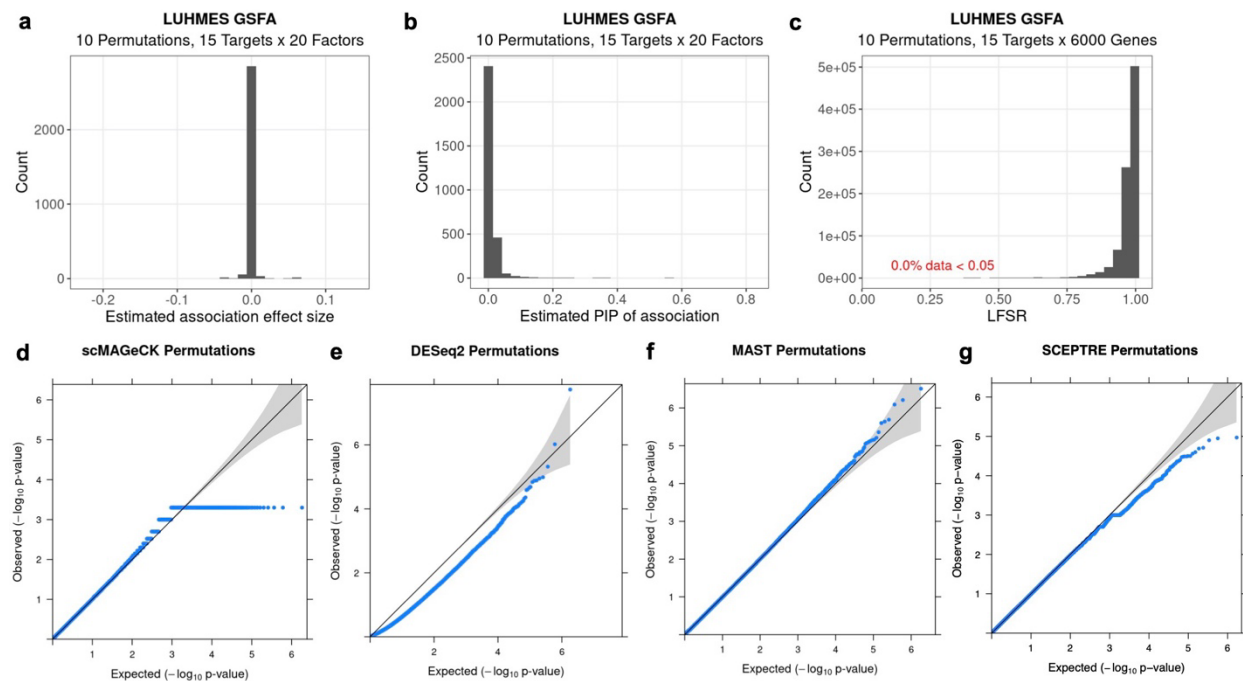 a
LUHMES GSFA
10 Permutations, 15 Targets x 20 Factors
Count
2000
1000
0
-0.2
-0.1
0.0
0.1
Estimated association effect size
b
LUHMES GSFA
10 Permutations, 15 Targets x 20 Factors
Count
2500
2000
1500
1000
500
0
0.0
0.2
0.4
0.6
0.8
Estimated PIP of association
c
LUHMES GSFA
10 Permutations, 15 Targets x 6000 Genes
Count
5e+05
4e+05
3e+05
2e+05
1e+05
0e+00
0.0% data < 0.05
0.00
0.25
0.50
0.75
1.00
LFSR
d
scMAGeCK Permutations
Observed (−log10 p-value)
6
5
4
3
2
1
1
2
3
4
5
6
Expected (−log10 p-value)
e
DESeq2 Permutations
Observed (−log10 p-value)
6
4
2
2
4
6
Expected (−log10 p-value)
f
MAST Permutations
Observed (−log10 p-value)
6
5
4
3
2
1
1
2
3
4
5
6
Expected (−log10 p-value)
g
SCEPTRE Permutations
Observed (−log10 p−value)
6
5
4
3
2
1
1
2
3
4
5
6
Expected (−log10 p−value)